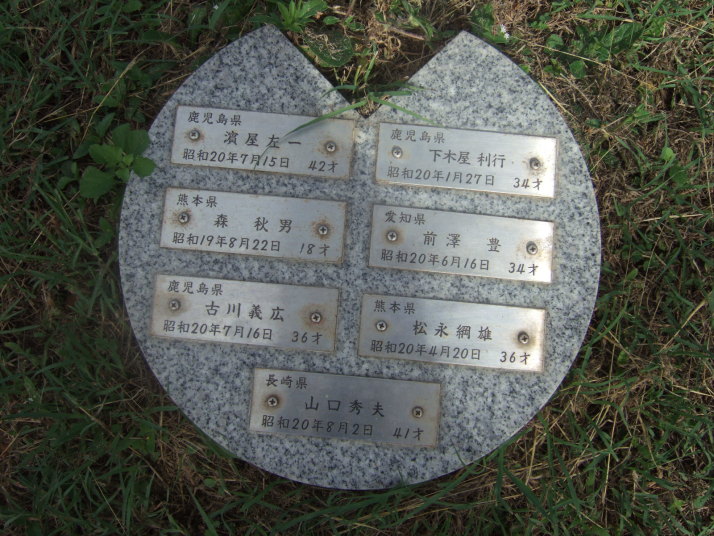 鹿児島県
濱屋左一
昭和20年7月15日 42才
鹿児島県
下木屋 利行
昭和20年1月27日 34才
熊本県
森 秋男
昭和19年8月22日 18才
愛知県
前澤 豊
昭和20年6月16日 34才
鹿児島県
古川義広
昭和20年7月16日 36才
熊本県
松永綱雄
昭和20年4月20日 36才
長崎県
山口秀夫
昭和20年8月2日 41才